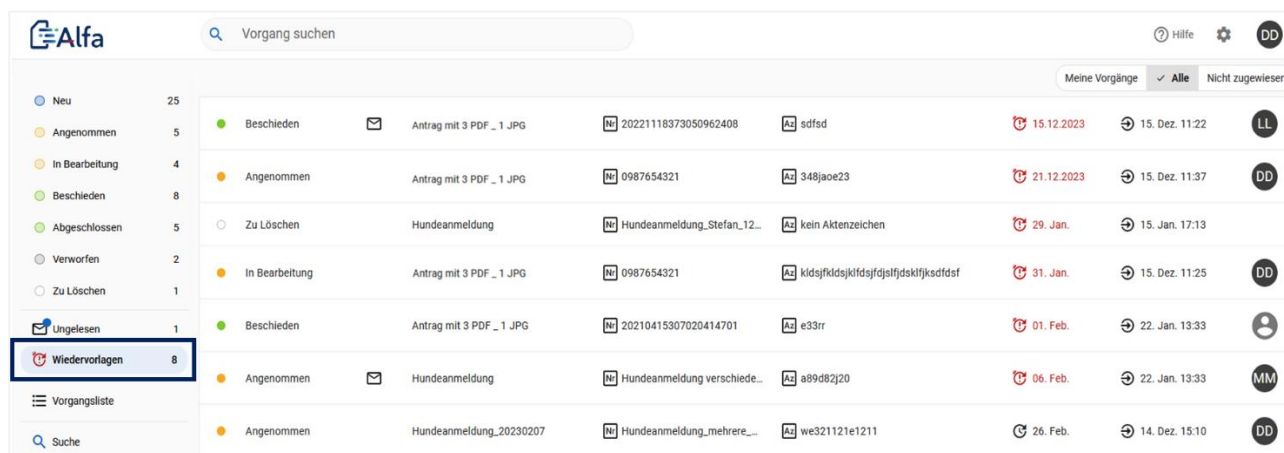 Alfa
Vorgang suchen
Hilfe
DD
Meine Vorgänge Alle Nicht zugewiesen
Neu 25
Angenommen 5
In Bearbeitung 4
Beschieden 8
Abgeschlossen 5
Verworfen 2
Zu Löschen 1
Ungelesen 1
Wiedervorlagen 8
Vorgangsliste
Suche
Beschieden Antrag mit 3 PDF _ 1 JPG Nr 20221118373050962408 Az sdfsd 15.12.2023 15. Dez. 11:22 LL
Angenommen Antrag mit 3 PDF _ 1 JPG Nr 0987654321 Az 348jaoe23 21.12.2023 15. Dez. 11:37 DD
Zu Löschen Hundeanmeldung Nr Hundeanmeldung_Stefan_12... Az kein Aktenzeichen 29. Jan. 15. Jan. 17:13
In Bearbeitung Antrag mit 3 PDF _ 1 JPG Nr 0987654321 Az kldsjfkldsjklfdsjfdjslfjdsklfjksdfdsf 31. Jan. 15. Dez. 11:25 DD
Beschieden Antrag mit 3 PDF _ 1 JPG Nr 20210415307020414701 Az e33rr 01. Feb. 22. Jan. 13:33
Angenommen Hundeanmeldung Nr Hundeanmeldung verschiede... Az a89d82j20 06. Feb. 22. Jan. 13:33 MM
Angenommen Hundeanmeldung_20230207 Nr Hundeanmeldung_mehrere_... Az we321121e1211 26. Feb. 14. Dez. 15:10 DD